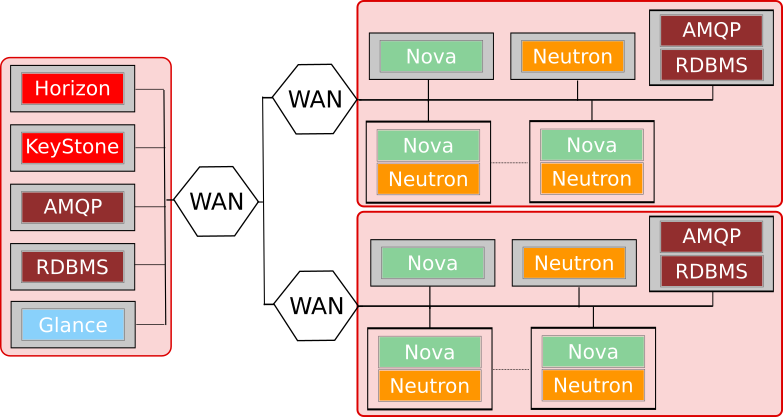 Horizon
KeyStone
AMQP
RDBMS
Glance
WAN
WAN
Nova
Neutron
AMQP
RDBMS
Nova
Neutron
Nova
Neutron
WAN
Nova
Neutron
AMQP
RDBMS
Nova
Neutron
Nova
Neutron